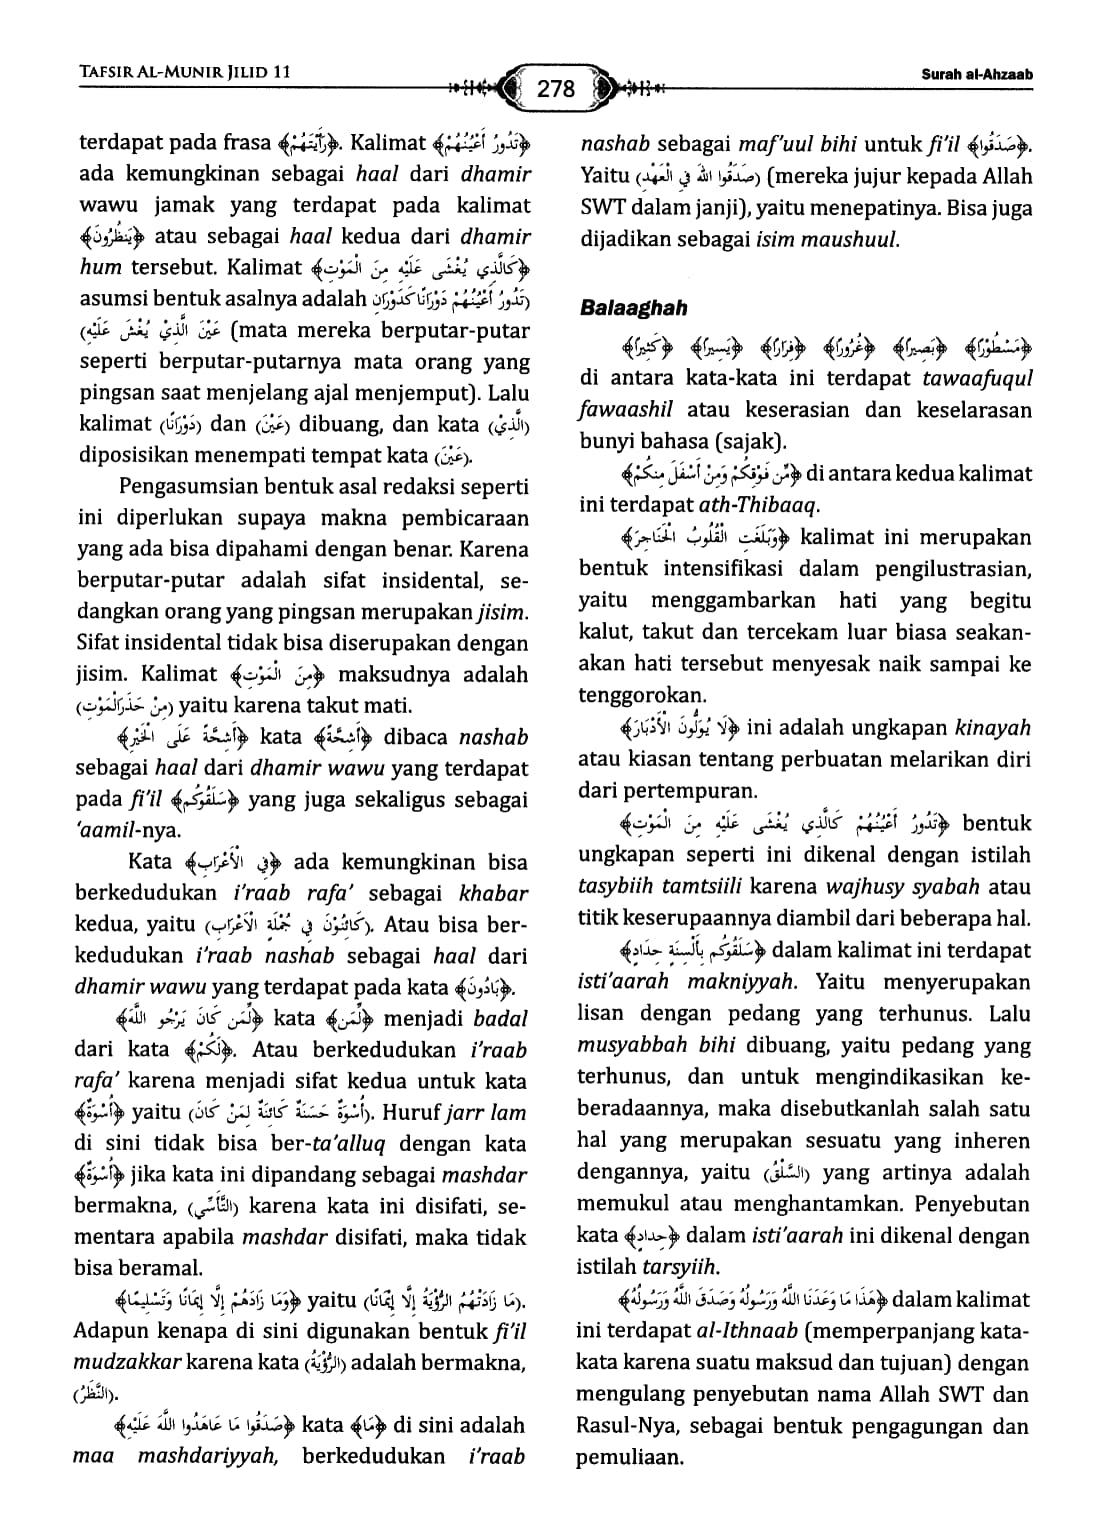 TAFSIR AL-MUNIR JILID 11
278
Surah al-Ahzaab
terdapat pada frasa ﴿رَأَيْتَهُمْ﴾. Kalimat ﴿تَدُورُ أَعْيُنُهُمْ﴾
ada kemungkinan sebagai haal dari dhamir
wawu jamak yang terdapat pada kalimat
﴿يَنظُرُونَ﴾ atau sebagai haal kedua dari dhamir
hum tersebut. Kalimat ﴿كَالَّذِي يُغْشَى عَلَيْهِ مِنَ الْمَوْتِ﴾
asumsi bentuk asalnya adalah (تَدُورُ أَعْيُنُهُمْ دَوَرَانًا كَدَوَرَانِ
عَيْنِ الَّذِيْ يُغْشَ عَلَيْهِ) (mata mereka berputar-putar
seperti berputar-putarnya mata orang yang
pingsan saat menjelang ajal menjemput). Lalu
kalimat (دَوَرَانًا) dan (عَيْنَ) dibuang, dan kata (الَّذِيْ)
diposisikan menempati tempat kata (عَيْنَ).
Pengasumsian bentuk asal redaksi seperti
ini diperlukan supaya makna pembicaraan
yang ada bisa dipahami dengan benar. Karena
berputar-putar adalah sifat insidental, se-
dangkan orang yang pingsan merupakan jisim.
Sifat insidental tidak bisa diserupakan dengan
jisim. Kalimat ﴿مِنَ الْمَوْتِ﴾ maksudnya adalah
(مِنْ حَذَرِالْمَوْتِ) yaitu karena takut mati.
﴿أَشِحَّةً عَلَى الْخَيْرِ﴾ kata ﴿أَشِحَّةً﴾ dibaca nashab
sebagai haal dari dhamir wawu yang terdapat
pada fi'il ﴿سَلَقُوكُم﴾ yang juga sekaligus sebagai
'aamil-nya.
Kata ﴿فِي الْأَعْرَابِ﴾ ada kemungkinan bisa
berkedudukan i'raab rafa' sebagai khabar
kedua, yaitu (كَائِنُوْنَ فِي جُمْلَةِ الْأَعْرَابِ). Atau bisa ber-
kedudukan i'raab nashab sebagai haal dari
dhamir wawu yang terdapat pada kata ﴿بَادُونَ﴾.
﴿لِّمَن كَانَ يَرْجُو اللَّهَ﴾ kata ﴿لِّمَن﴾ menjadi badal
dari kata ﴿لَكُمْ﴾. Atau berkedudukan i'raab
rafa' karena menjadi sifat kedua untuk kata
﴿أُسْوَةٌ﴾ yaitu (أُسْوَةٌ حَسَنَةٌ كَائِنَةٌ لِمَنْ كَانَ). Huruf jarr lam
di sini tidak bisa ber-ta'alluq dengan kata
﴿أُسْوَةٌ﴾ jika kata ini dipandang sebagai mashdar
bermakna, (التَّأَسِّي) karena kata ini disifati, se-
mentara apabila mashdar disifati, maka tidak
bisa beramal.
﴿وَمَا زَادَهُمْ إِلَّا إِيمَانًا وَتَسْلِيمًا﴾ yaitu (مَا زَادَتْهُمُ الرُّؤْيَةُ إِلَّا إِيْمَانًا).
Adapun kenapa di sini digunakan bentuk fi'il
mudzakkar karena kata (الرُّؤْيَةُ) adalah bermakna,
(النَّظَرُ).
﴿صَدَقُوا مَا عَاهَدُوا اللَّهَ عَلَيْهِ﴾ kata ﴿مَا﴾ di sini adalah
maa mashdariyyah, berkedudukan i'raab
nashab sebagai maf'uul bihi untuk fi'il ﴿صَدَقُوا﴾.
Yaitu (صَدَقُوا اللهَ فِي الْعَهْدِ) (mereka jujur kepada Allah
SWT dalam janji), yaitu menepatinya. Bisa juga
dijadikan sebagai isim maushuul.
Balaaghah
﴿مَسْطُوْرًا﴾ ﴿بَصِيراً﴾ ﴿غُرُوراً﴾ ﴿فِرَارًا﴾ ﴿يَسِيراً﴾ ﴿كَثِيراً﴾
di antara kata-kata ini terdapat tawaafuqul
fawaashil atau keserasian dan keselarasan
bunyi bahasa (sajak).
﴿مِّن فَوْقِكُمْ وَمِنْ أَسْفَلَ مِنكُمْ﴾ di antara kedua kalimat
ini terdapat ath-Thibaaq.
﴿وَبَلَغَتِ الْقُلُوبُ الْحَنَاجِرَ﴾ kalimat ini merupakan
bentuk intensifikasi dalam pengilustrasian,
yaitu menggambarkan hati yang begitu
kalut, takut dan tercekam luar biasa seakan-
akan hati tersebut menyesak naik sampai ke
tenggorokan.
﴿لَا يُوَلُّونَ الْأَدْبَارَ﴾ ini adalah ungkapan kinayah
atau kiasan tentang perbuatan melarikan diri
dari pertempuran.
﴿تَدُورُ أَعْيُنُهُمْ كَالَّذِي يُغْشَى عَلَيْهِ مِنَ الْمَوْتِ﴾ bentuk
ungkapan seperti ini dikenal dengan istilah
tasybiih tamtsiili karena wajhusy syabah atau
titik keserupaannya diambil dari beberapa hal.
﴿سَلَقُوكُم بِأَلْسِنَةٍ حِدَادٍ﴾ dalam kalimat ini terdapat
isti'aarah makniyyah. Yaitu menyerupakan
lisan dengan pedang yang terhunus. Lalu
musyabbah bihi dibuang, yaitu pedang yang
terhunus, dan untuk mengindikasikan ke-
beradaannya, maka disebutkanlah salah satu
hal yang merupakan sesuatu yang inheren
dengannya, yaitu (السَّلْقُ) yang artinya adalah
memukul atau menghantamkan. Penyebutan
kata ﴿حِدَادٍ﴾ dalam isti'aarah ini dikenal dengan
istilah tarsyiih.
﴿هَذَا مَا وَعَدَنَا اللَّهُ وَرَسُولُهُ وَصَدَقَ اللَّهُ وَرَسُولُهُ﴾ dalam kalimat
ini terdapat al-Ithnaab (memperpanjang kata-
kata karena suatu maksud dan tujuan) dengan
mengulang penyebutan nama Allah SWT dan
Rasul-Nya, sebagai bentuk pengagungan dan
pemuliaan.